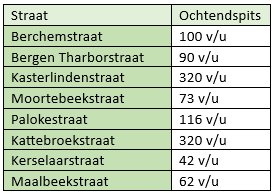 Straat Ochtendspits
Berchemstraat 100 v/u
Bergen Tharborstraat 90 v/u
Kasterlindenstraat 320 v/u
Moortebeekstraat 73 v/u
Palokestraat 116 v/u
Kattebroekstraat 320 v/u
Kerselaarstraat 42 v/u
Maalbeekstraat 62 v/u